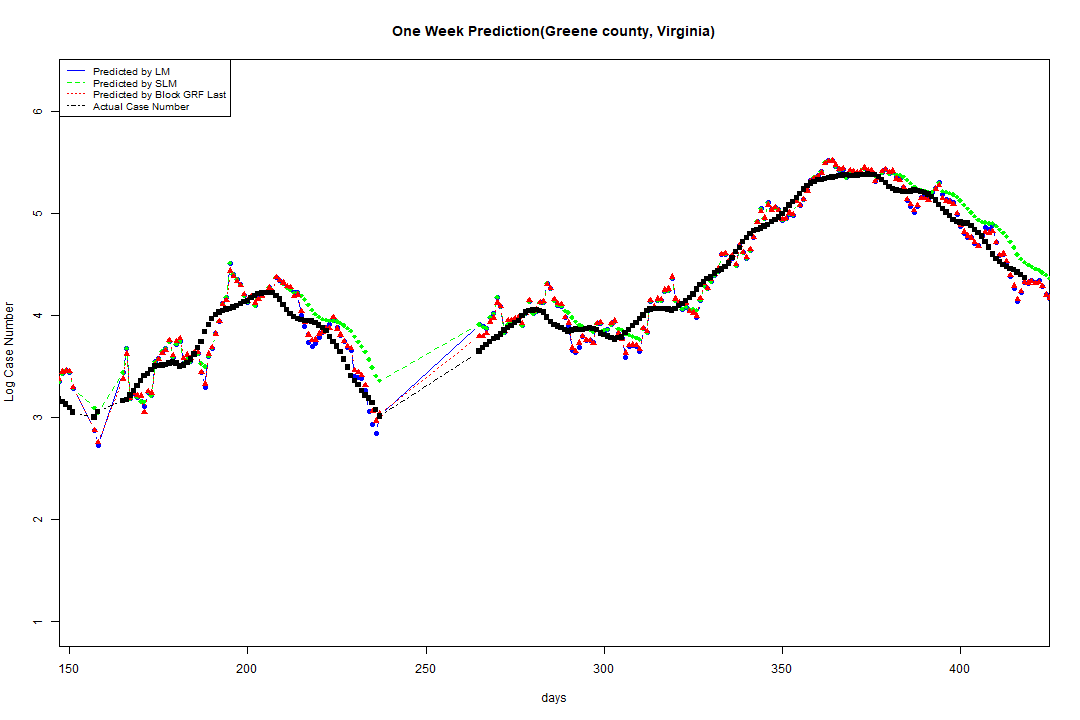 One Week Prediction(Greene county, Virginia)
Predicted by LM
Predicted by SLM
Predicted by Block GRF Last
Actual Case Number
Log Case Number
6
5
4
3
2
1
150 200 250 300 350 400
days